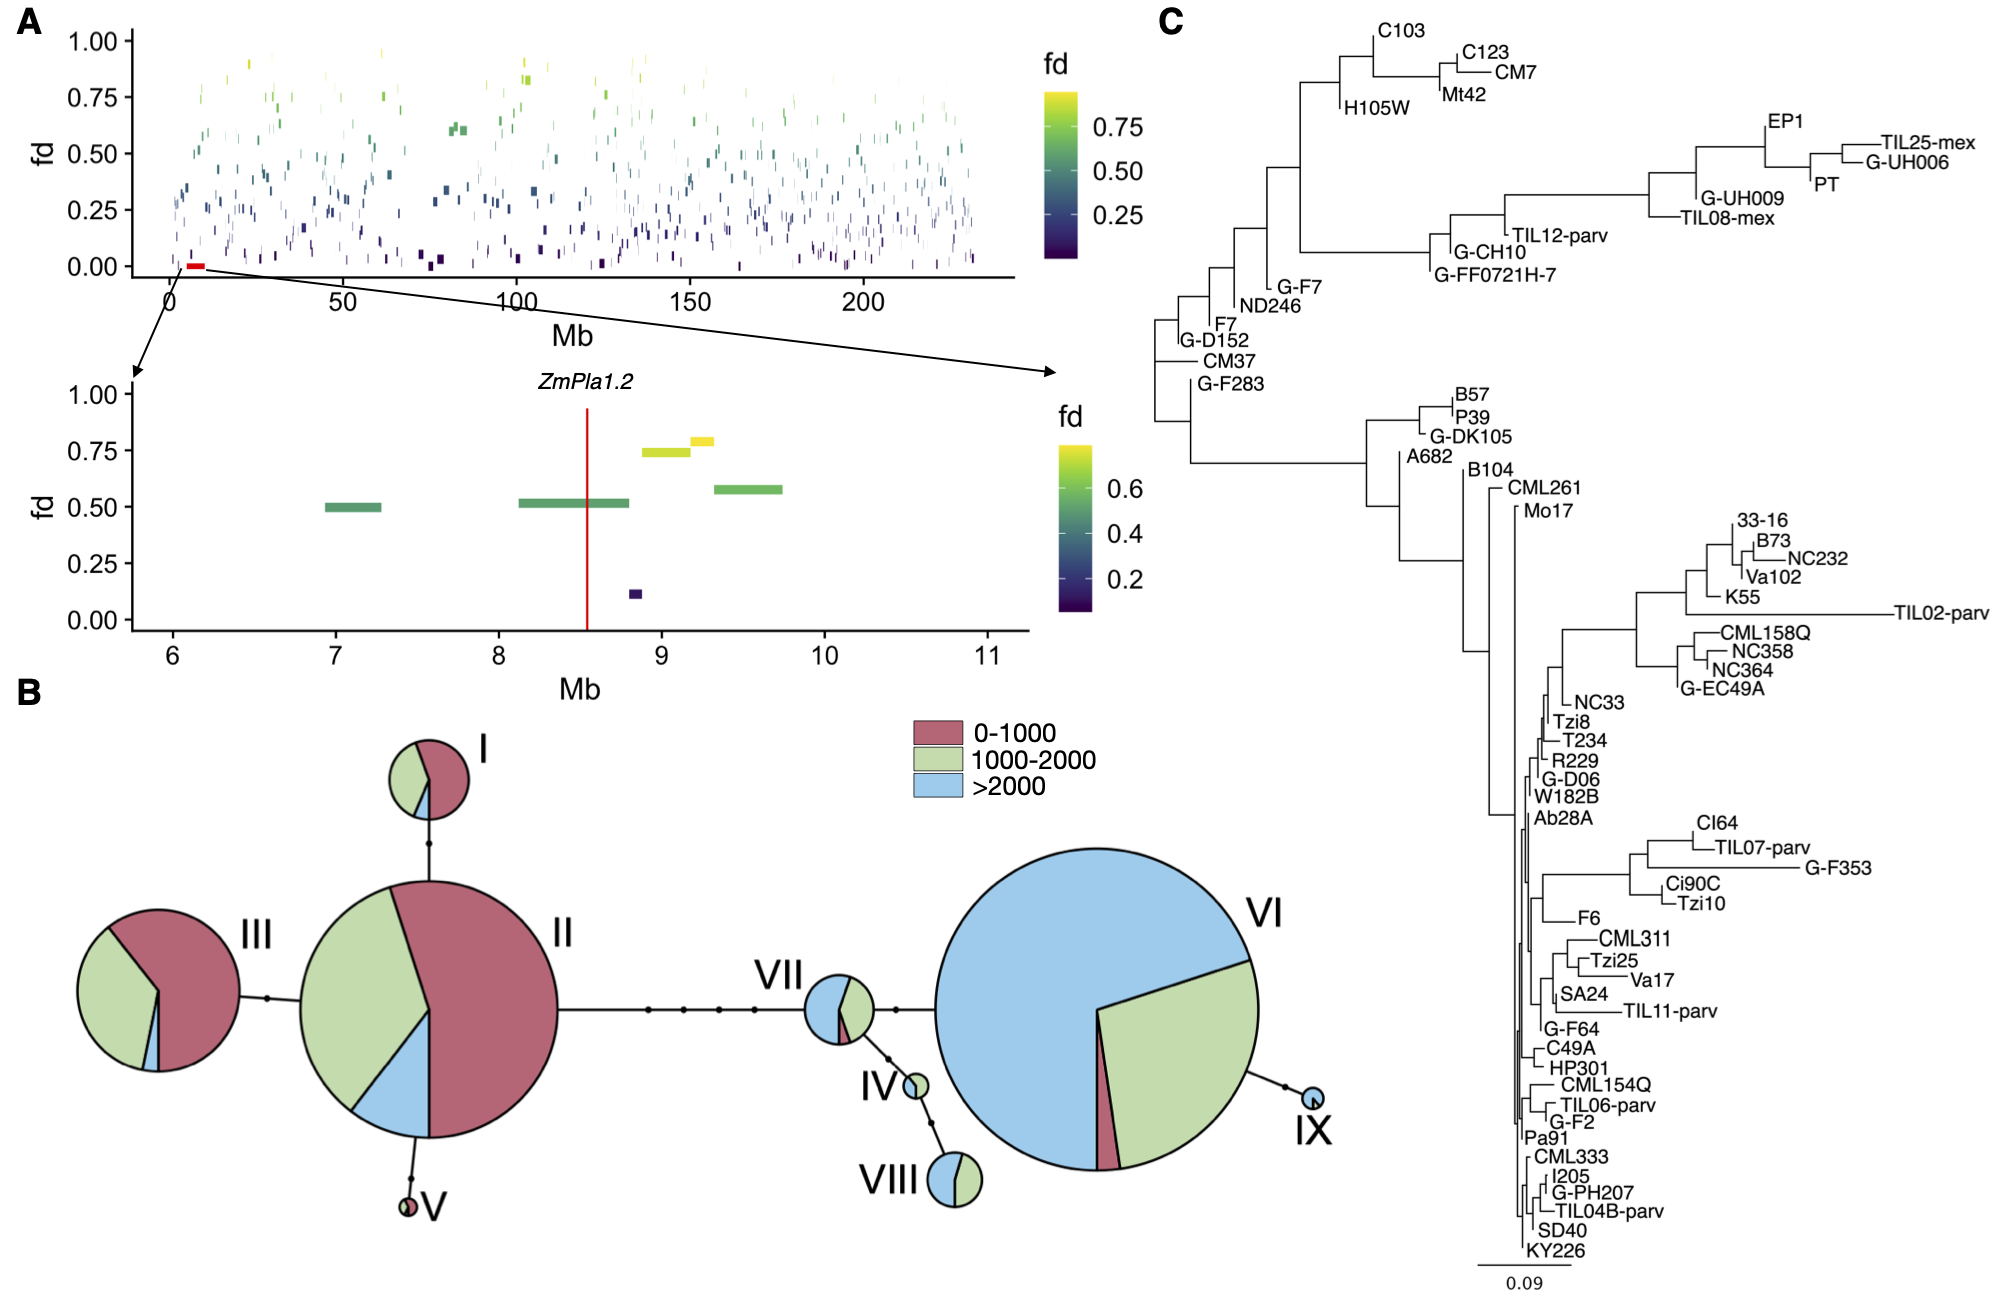 A
1.00
0.75
0.50
0.25
0.00
fd
0
50
100
150
200
Mb
fd
0.75
0.50
0.25
ZmPla1.2
1.00
0.75
0.50
0.25
0.00
fd
6
7
8
9
10
11
Mb
fd
0.6
0.4
0.2
B
0-1000
1000-2000
>2000
I
II
III
VII
VI
IV
VIII
IX
V
C
C103
C123
CM7
Mt42
H105W
EP1
TIL25-mex
G-UH006
PT
G-UH009
TIL08-mex
TIL12-parv
G-CH10
G-FF0721H-7
G-F7
ND246
F7
G-D152
CM37
G-F283
B57
P39
G-DK105
A682
B104
CML261
Mo17
33-16
B73
NC232
Va102
K55
TIL02-parv
CML158Q
NC358
NC364
G-EC49A
NC33
Tzi8
T234
R229
G-D06
W182B
Ab28A
CI64
TIL07-parv
G-F353
Ci90C
Tzi10
F6
CML311
Tzi25
Va17
SA24
TIL11-parv
G-F64
C49A
HP301
CML154Q
TIL06-parv
G-F2
Pa91
CML333
I205
G-PH207
TIL04B-parv
SD40
KY226
0.09